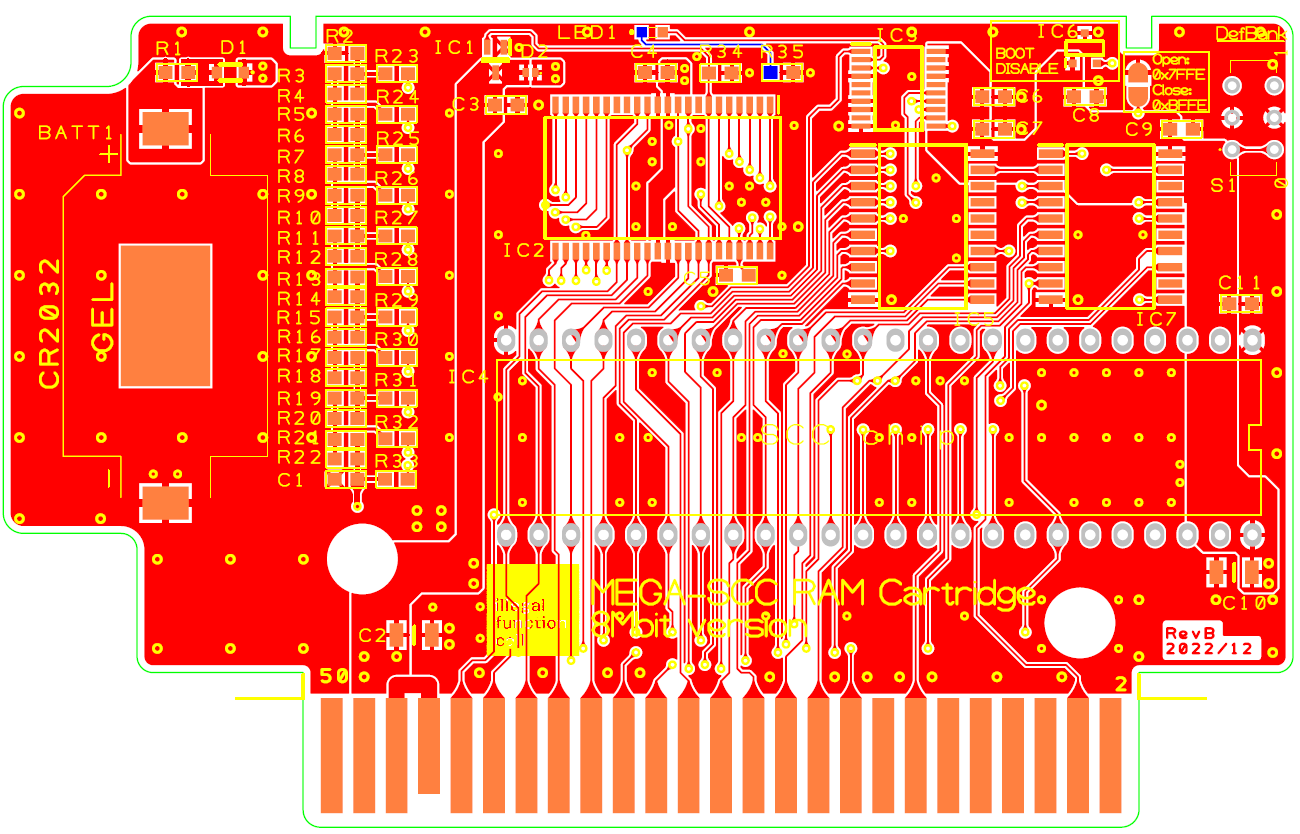 LED1
IC9
IC6
DefBank
R2
R1
D1
R23
IC1
D2
C4
R34
R35
BOOT
DISABLE
Open:
0x7FFE
Close:
0xBFFE
1
R3
R4
R24
C3
C6
C8
R5
BATT1
+
R6
R25
C7
C9
R7
R8
R26
S1
R9
R10
R27
R11
IC2
R12
R28
CR2032
GEL
R13
C5
C11
R14
R29
R15
IC5
IC7
R16
R30
R17
R18
R31
IC4
R19
R20
R32
R21
SCC chip
R22
R33
C1
MEGA-SCC RAM Cartridge
8Mbit version
illegal
function
call
C10
C2
RevB
2022/12
50
2